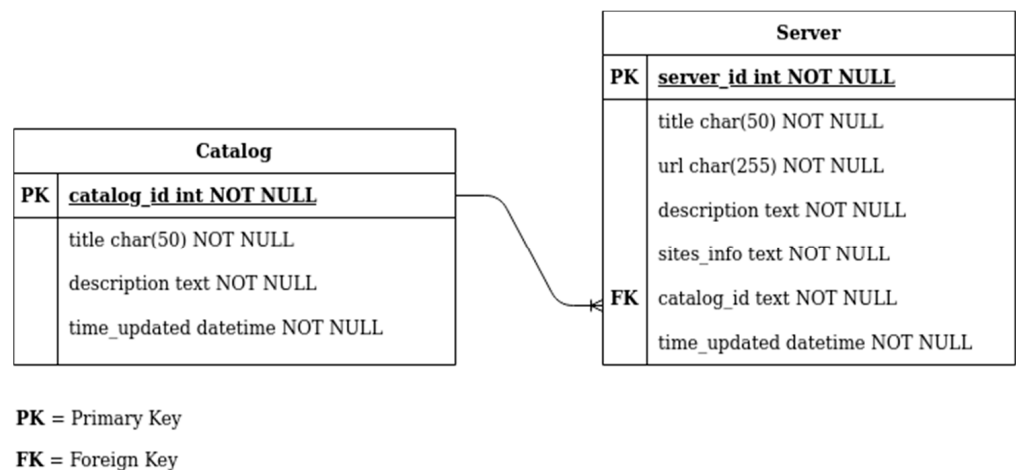 Catalog
PK catalog_id int NOT NULL
title char(50) NOT NULL
description text NOT NULL
time_updated datetime NOT NULL
Server
PK server_id int NOT NULL
title char(50) NOT NULL
url char(255) NOT NULL
description text NOT NULL
sites_info text NOT NULL
FK catalog_id text NOT NULL
time_updated datetime NOT NULL
PK = Primary Key
FK = Foreign Key